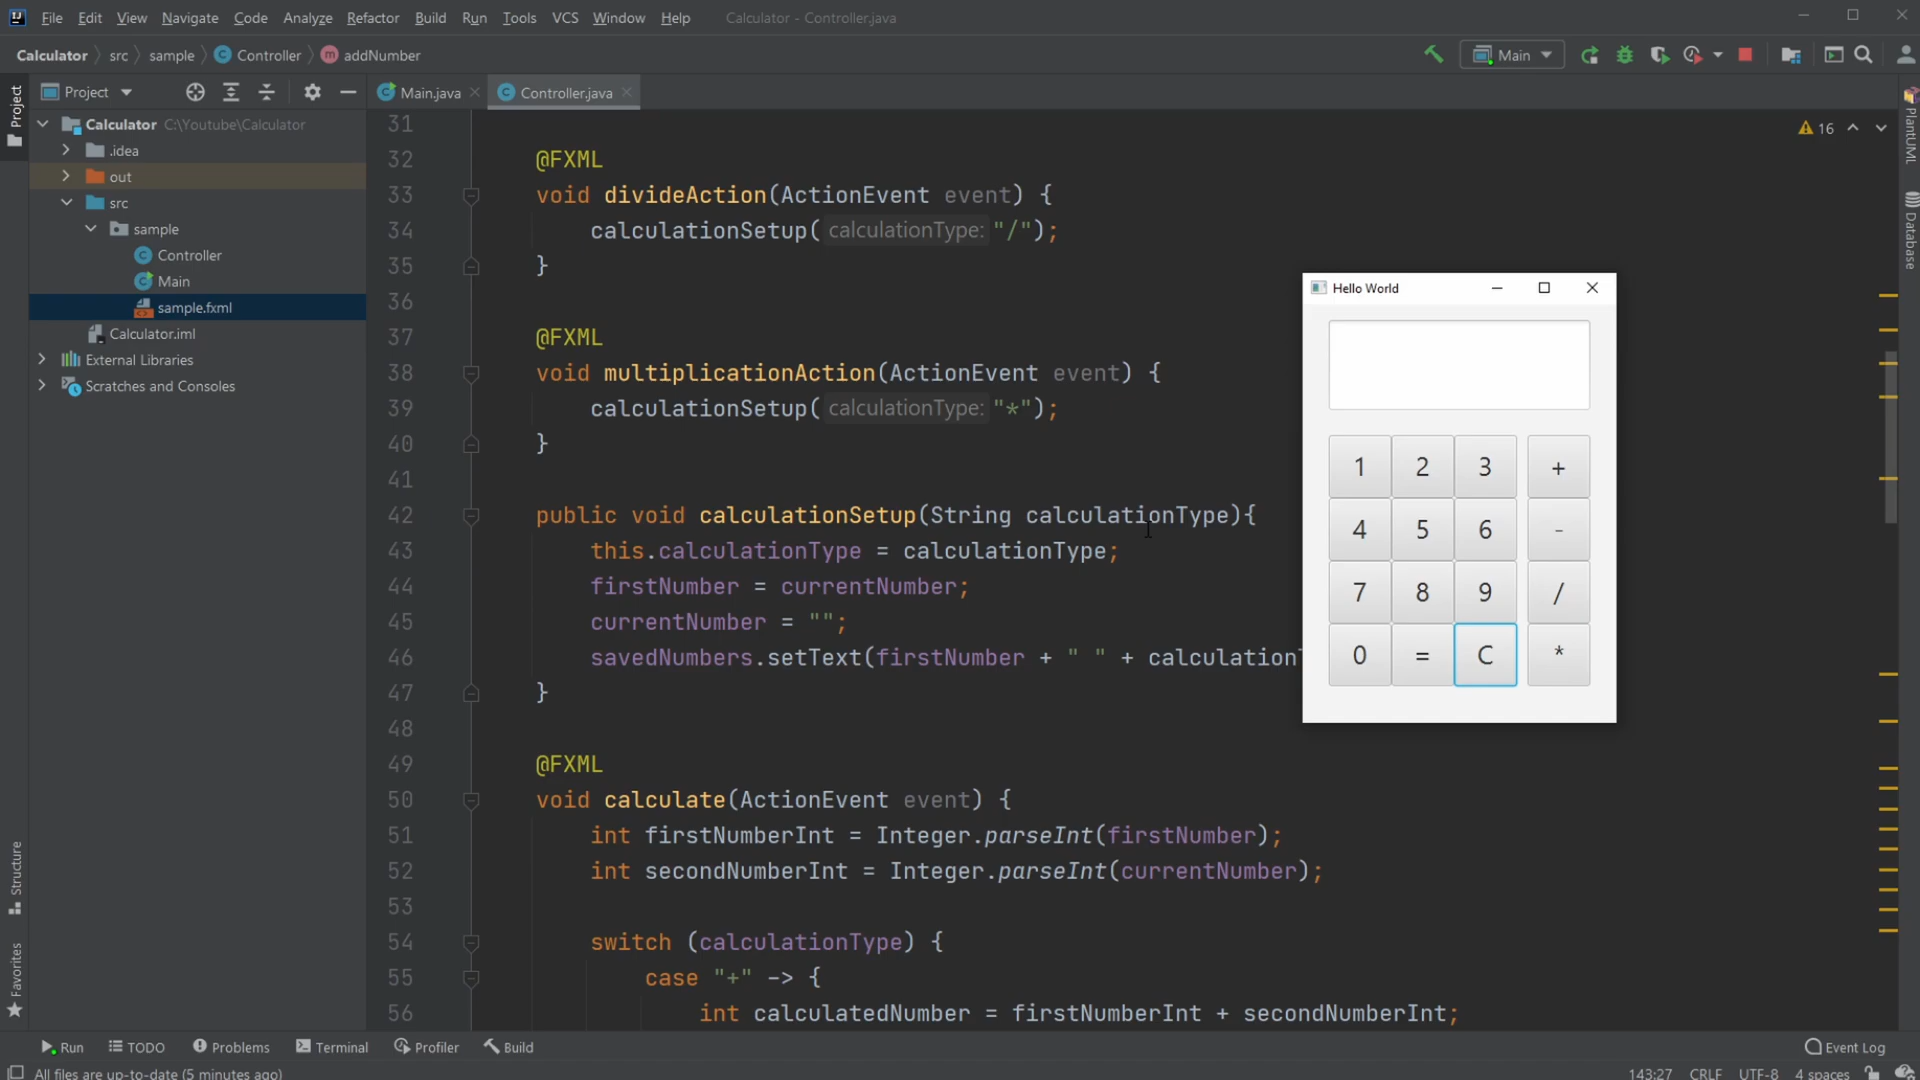 File Edit View Navigate Code Analyze Refactor Build Run Tools VCS Window Help Calculator - Controller.java
Calculator src sample Controller addNumber
Main
Project
Main.java
Controller.java
Project
Calculator C:\Youtube\Calculator
.idea
out
src
sample
Controller
Main
sample.fxml
Calculator.iml
External Libraries
Scratches and Consoles
16
31
32 @FXML
33 void divideAction(ActionEvent event) {
34 calculationSetup( calculationType: "/");
35 }
36
37 @FXML
38 void multiplicationAction(ActionEvent event) {
39 calculationSetup( calculationType: "*");
40 }
41
42 public void calculationSetup(String calculationType){
43 this.calculationType = calculationType;
44 firstNumber = currentNumber;
45 currentNumber = "";
46 savedNumbers.setText(firstNumber + " " + calculation
47 }
48
49 @FXML
50 void calculate(ActionEvent event) {
51 int firstNumberInt = Integer.parseInt(firstNumber);
52 int secondNumberInt = Integer.parseInt(currentNumber);
53
54 switch (calculationType) {
55 case "+" -> {
56 int calculatedNumber = firstNumberInt + secondNumberInt;
Hello World
1 2 3 +
4 5 6 -
7 8 9 /
0 = C *
PlantUML
Database
Structure
Favorites
Run TODO Problems Terminal Profiler Build Event Log
All files are up-to-date (5 minutes ago) 143:27 CRLF UTF-8 4 spaces